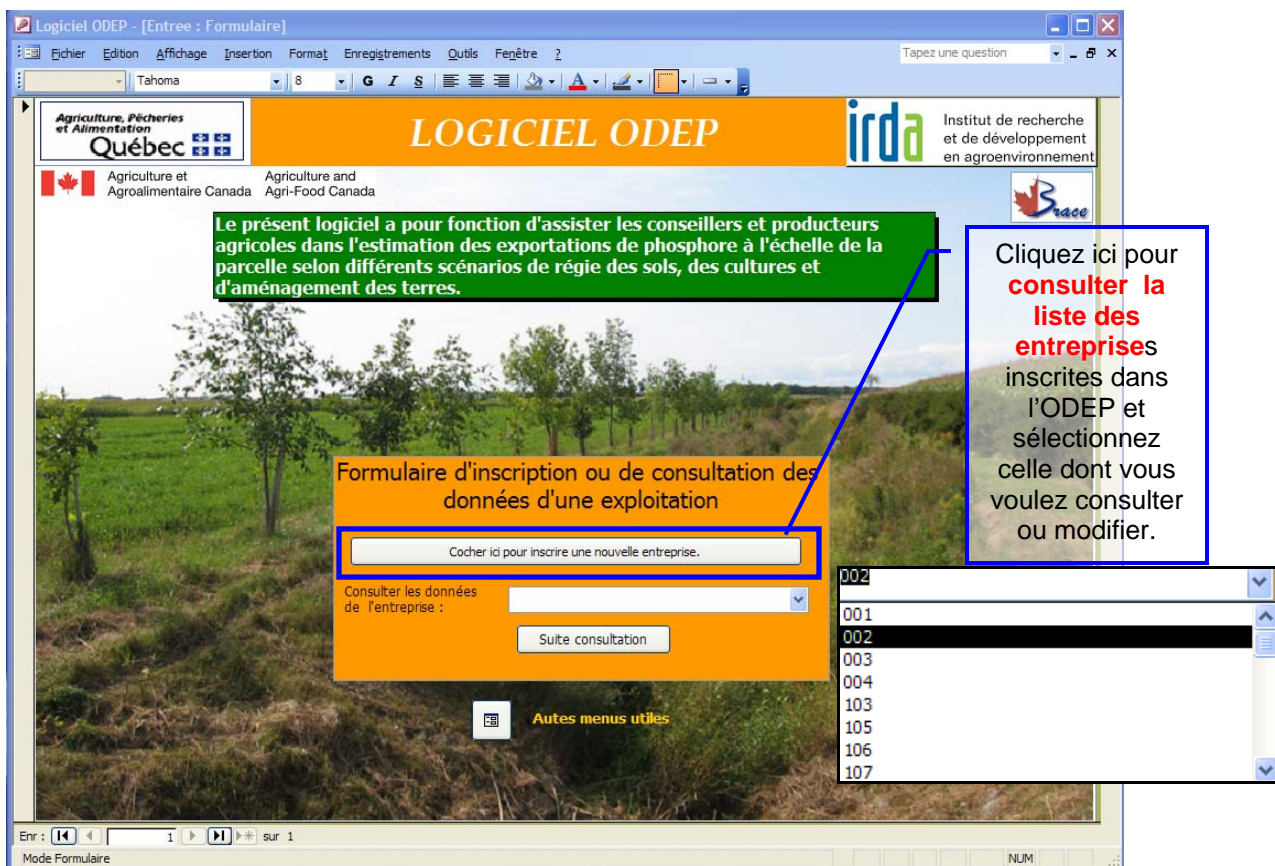 Logiciel ODEP - [Entree : Formulaire]
Fichier Edition Affichage Insertion Format Enregistrements Outils Fenêtre ? Tapez une question
Tahoma 8 G I S A
Agriculture, Pêcheries
et Alimentation
Québec
LOGICIEL ODEP
irda
Institut de recherche
et de développement
en agroenvironnement
Agriculture et
Agroalimentaire Canada
Agriculture and
Agri-Food Canada
Brace
Le présent logiciel a pour fonction d'assister les conseillers et producteurs
agricoles dans l'estimation des exportations de phosphore à l'échelle de la
parcelle selon différents scénarios de régie des sols, des cultures et
d'aménagement des terres.
Cliquez ici pour
consulter la
liste des
entreprises
inscrites dans
l'ODEP et
sélectionnez
celle dont vous
voulez consulter
ou modifier.
Formulaire d'inscription ou de consultation des
données d'une exploitation
Cocher ici pour inscrire une nouvelle entreprise.
Consulter les données
de l'entreprise :
Suite consultation
002
001
002
003
004
103
105
106
107
Autes menus utiles
Enr : 1 sur 1
Mode Formulaire NUM